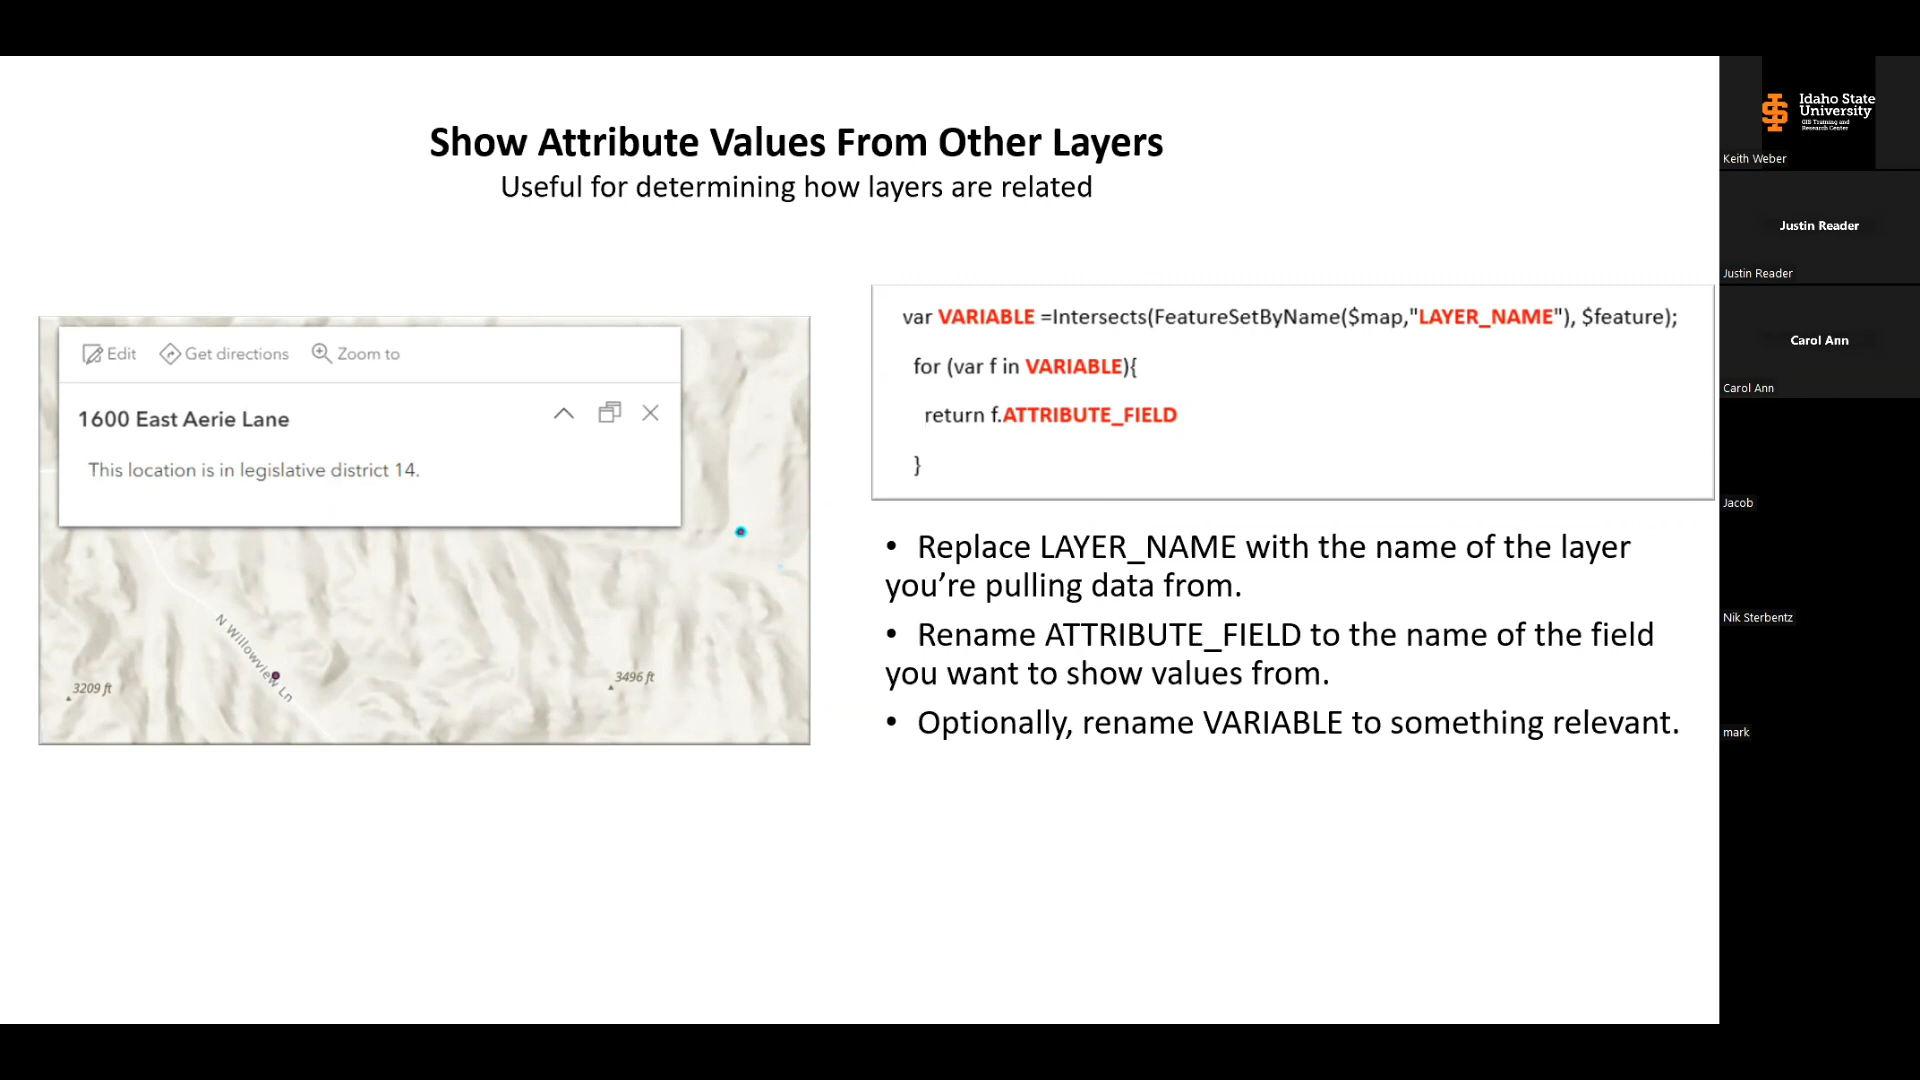 Show Attribute Values From Other Layers
Useful for determining how layers are related
Edit
Get directions
Zoom to
1600 East Aerie Lane
This location is in legislative district 14.
N Willowview Ln
3209 ft
3496 ft
var VARIABLE =Intersects(FeatureSetByName($map,"LAYER_NAME"), $feature);
for (var f in VARIABLE){
return f.ATTRIBUTE_FIELD
}
• Replace LAYER_NAME with the name of the layer
you’re pulling data from.
• Rename ATTRIBUTE_FIELD to the name of the field
you want to show values from.
• Optionally, rename VARIABLE to something relevant.
Idaho State
University
GIS Training and
Research Center
Keith Weber
Justin Reader
Justin Reader
Carol Ann
Carol Ann
Jacob
Nik Sterbentz
mark